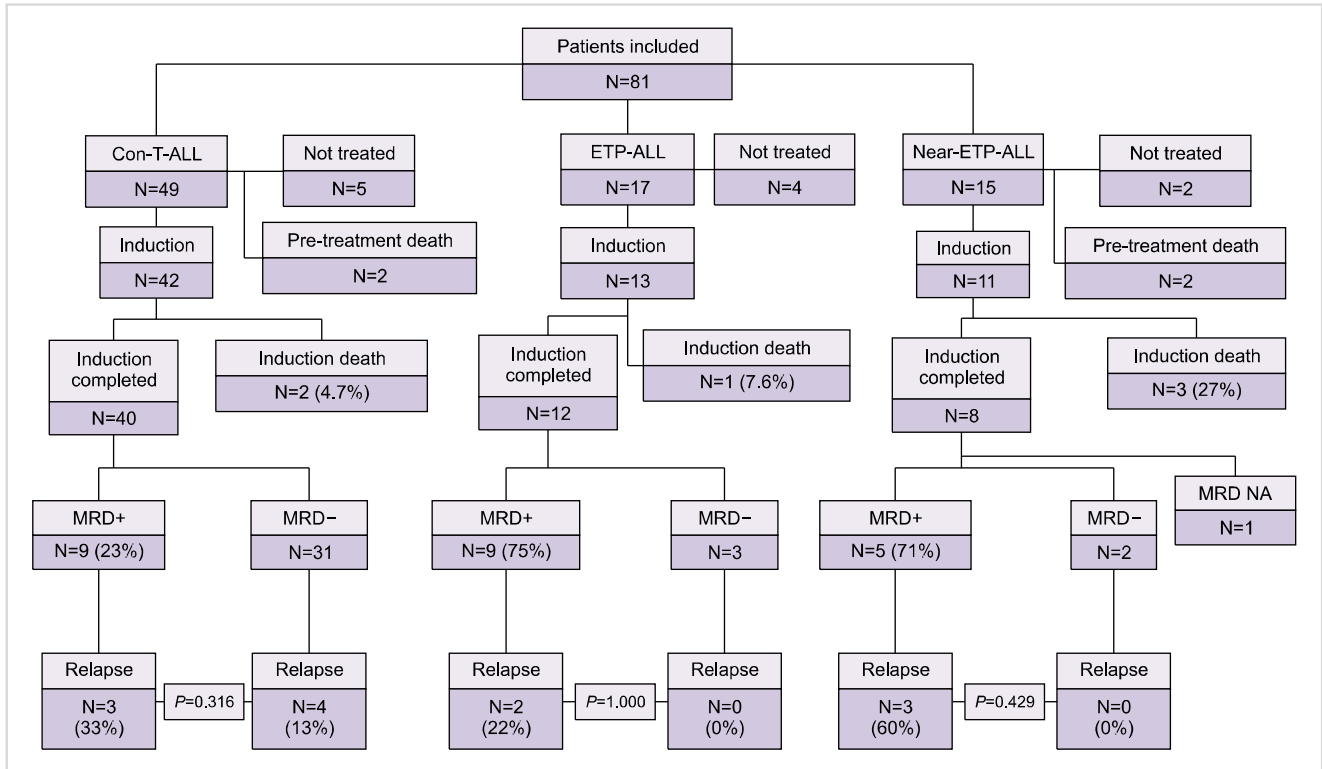 Patients included
N=81
Con-T-ALL
N=49
Not treated
N=5
ETP-ALL
N=17
Not treated
N=4
Near-ETP-ALL
N=15
Not treated
N=2
Induction
N=42
Pre-treatment death
N=2
Induction
N=13
Induction
N=11
Pre-treatment death
N=2
Induction
completed
N=40
Induction death
N=2 (4.7%)
Induction
completed
N=12
Induction death
N=1 (7.6%)
Induction
completed
N=8
Induction death
N=3 (27%)
MRD+
N=9 (23%)
MRD−
N=31
MRD+
N=9 (75%)
MRD−
N=3
MRD+
N=5 (71%)
MRD−
N=2
MRD NA
N=1
Relapse
N=3
(33%)
P=0.316
Relapse
N=4
(13%)
Relapse
N=2
(22%)
P=1.000
Relapse
N=0
(0%)
Relapse
N=3
(60%)
P=0.429
Relapse
N=0
(0%)